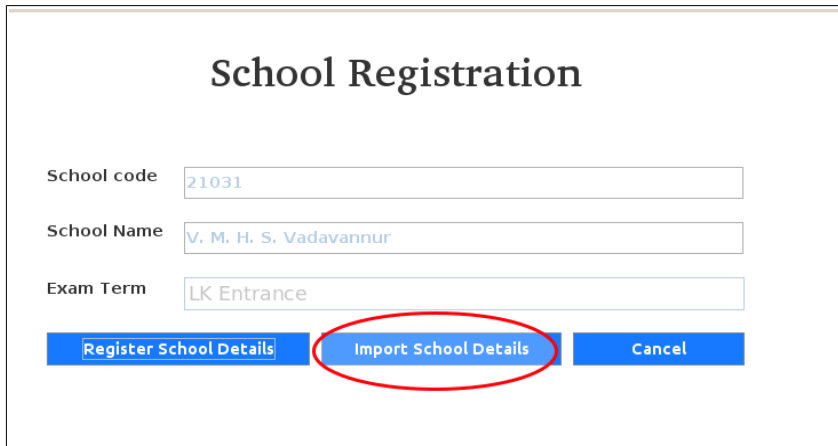 School Registration
School code
21031
School Name
V. M. H. S. Vadavannur
Exam Term
LK Entrance
Register School Details
Import School Details
Cancel